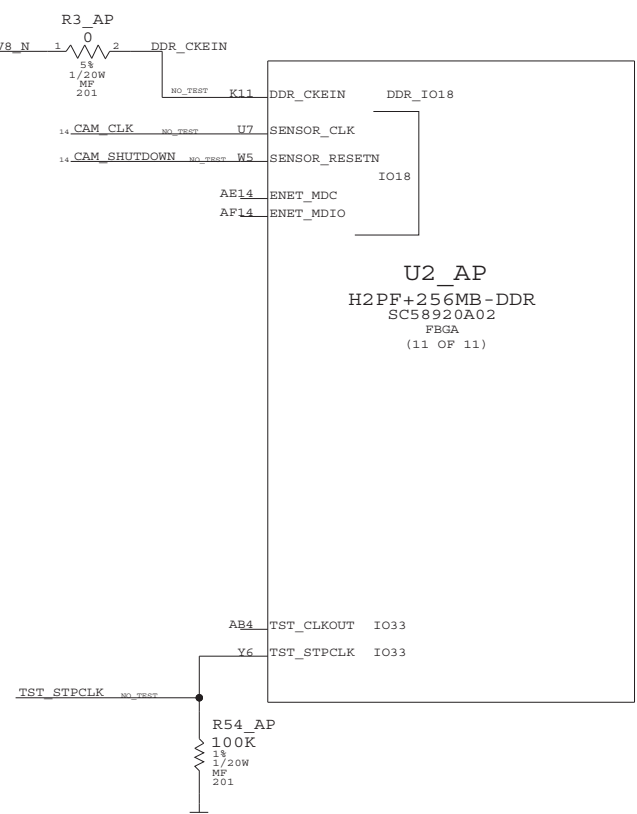 R3_AP
V8_N 1 0 2 DDR_CKEIN
5%
1/20W
MF
201
NO_TEST K11 DDR_CKEIN DDR_IO18
14 CAM_CLK NO_TEST U7 SENSOR_CLK
14 CAM_SHUTDOWN NO_TEST W5 SENSOR_RESETN
IO18
AE14 ENET_MDC
AF14 ENET_MDIO
U2_AP
H2PF+256MB-DDR
SC58920A02
FBGA
(11 OF 11)
AB4 TST_CLKOUT IO33
Y6 TST_STPCLK IO33
TST_STPCLK NO_TEST
R54_AP
100K
1%
1/20W
MF
201